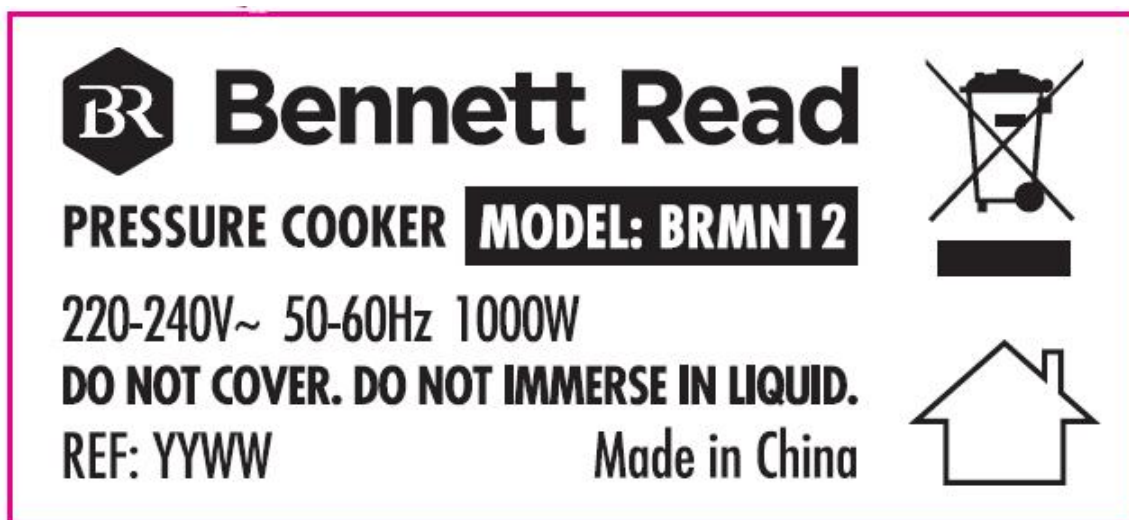 BR Bennett Read
PRESSURE COOKER MODEL: BRMN12
220-240V~ 50-60Hz 1000W
DO NOT COVER. DO NOT IMMERSE IN LIQUID.
REF: YYWW Made in China